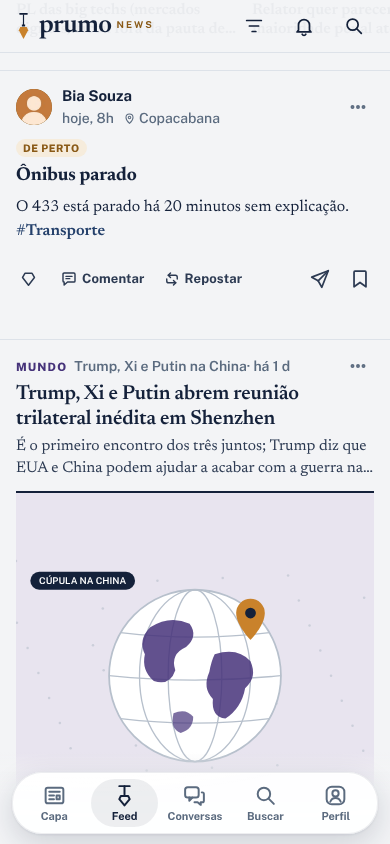 prumo NEWS
Bia Souza
hoje, 8h Copacabana
DE PERTO
Ônibus parado
O 433 está parado há 20 minutos sem explicação.
#Transporte
Comentar Repostar
MUNDO Trump, Xi e Putin na China· há 1 d
Trump, Xi e Putin abrem reunião
trilateral inédita em Shenzhen
É o primeiro encontro dos três juntos; Trump diz que
EUA e China podem ajudar a acabar com a guerra na…
CÚPULA NA CHINA
Capa Feed Conversas Buscar Perfil